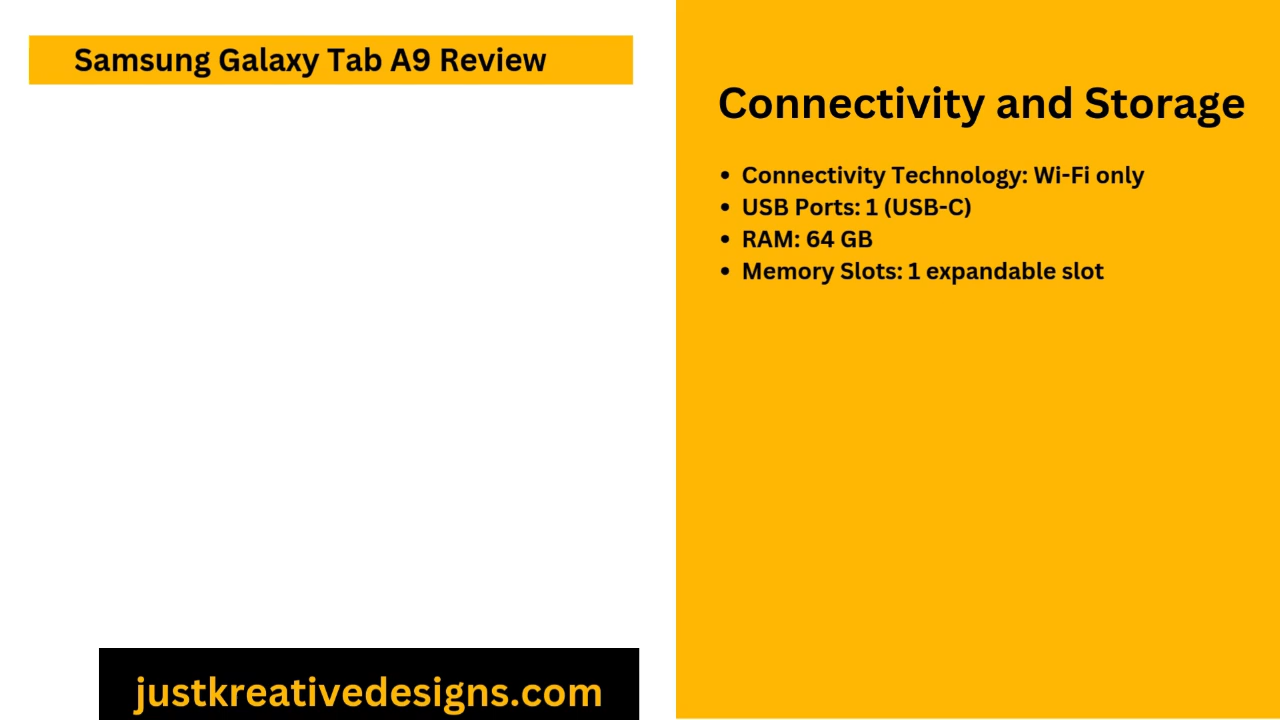 Samsung Galaxy Tab A9 Review
Connectivity and Storage
• Connectivity Technology: Wi-Fi only
• USB Ports: 1 (USB-C)
• RAM: 64 GB
• Memory Slots: 1 expandable slot
justkreativedesigns.com